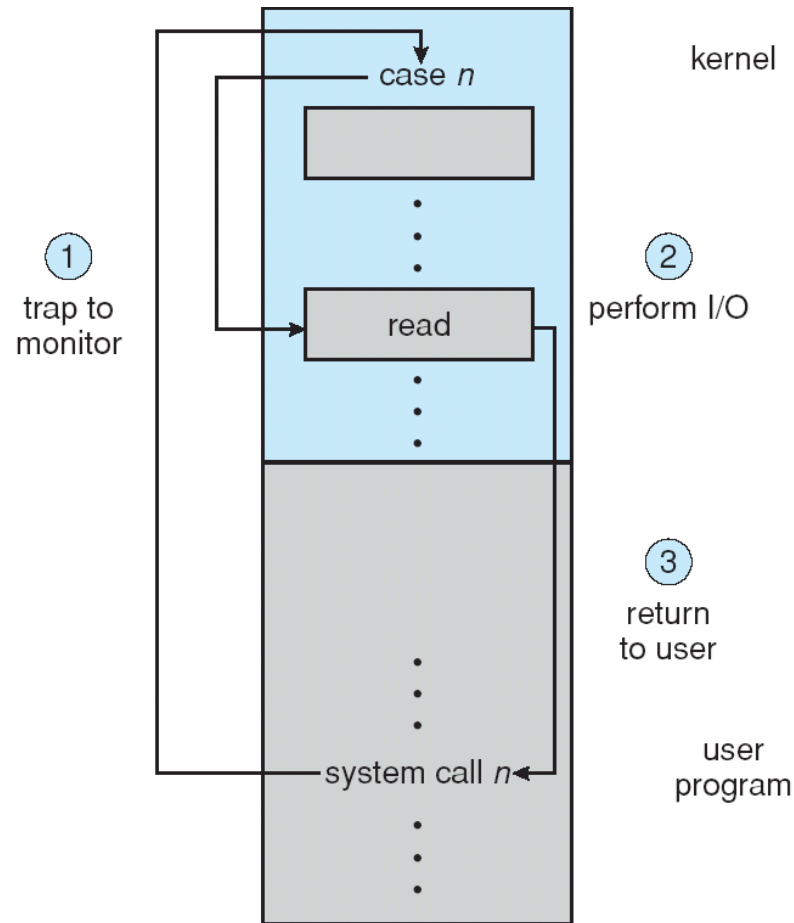 kernel
case n
1
trap to
monitor
2
perform I/O
read
3
return
to user
system call n
user
program